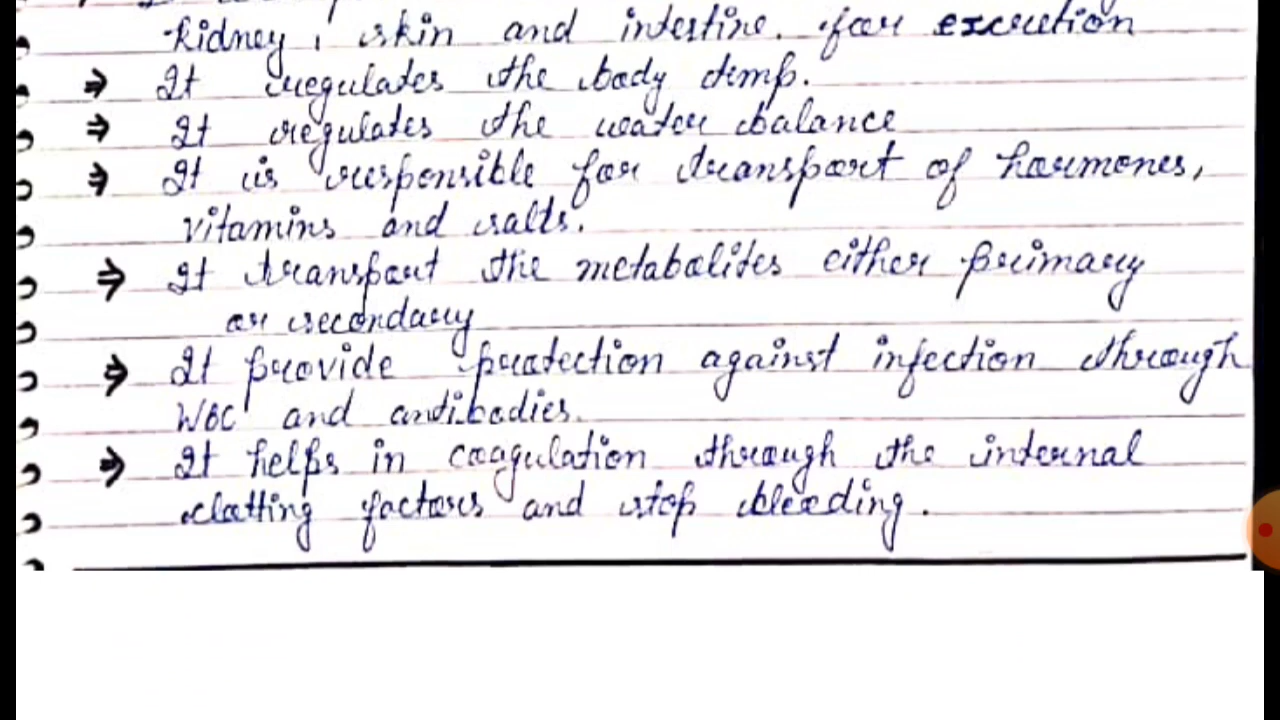 kidney, skin and intestine. for excretion
⇒ It regulates the body temp.
⇒ It regulates the water balance
⇒ It is responsible for transport of hormones,
vitamins and salts.
⇒ It transport the metabolites either primary
or secondary
⇒ It provide protection against infection through
WBC and antibodies.
⇒ It helps in coagulation through the internal
clotting factors and stop bleeding.